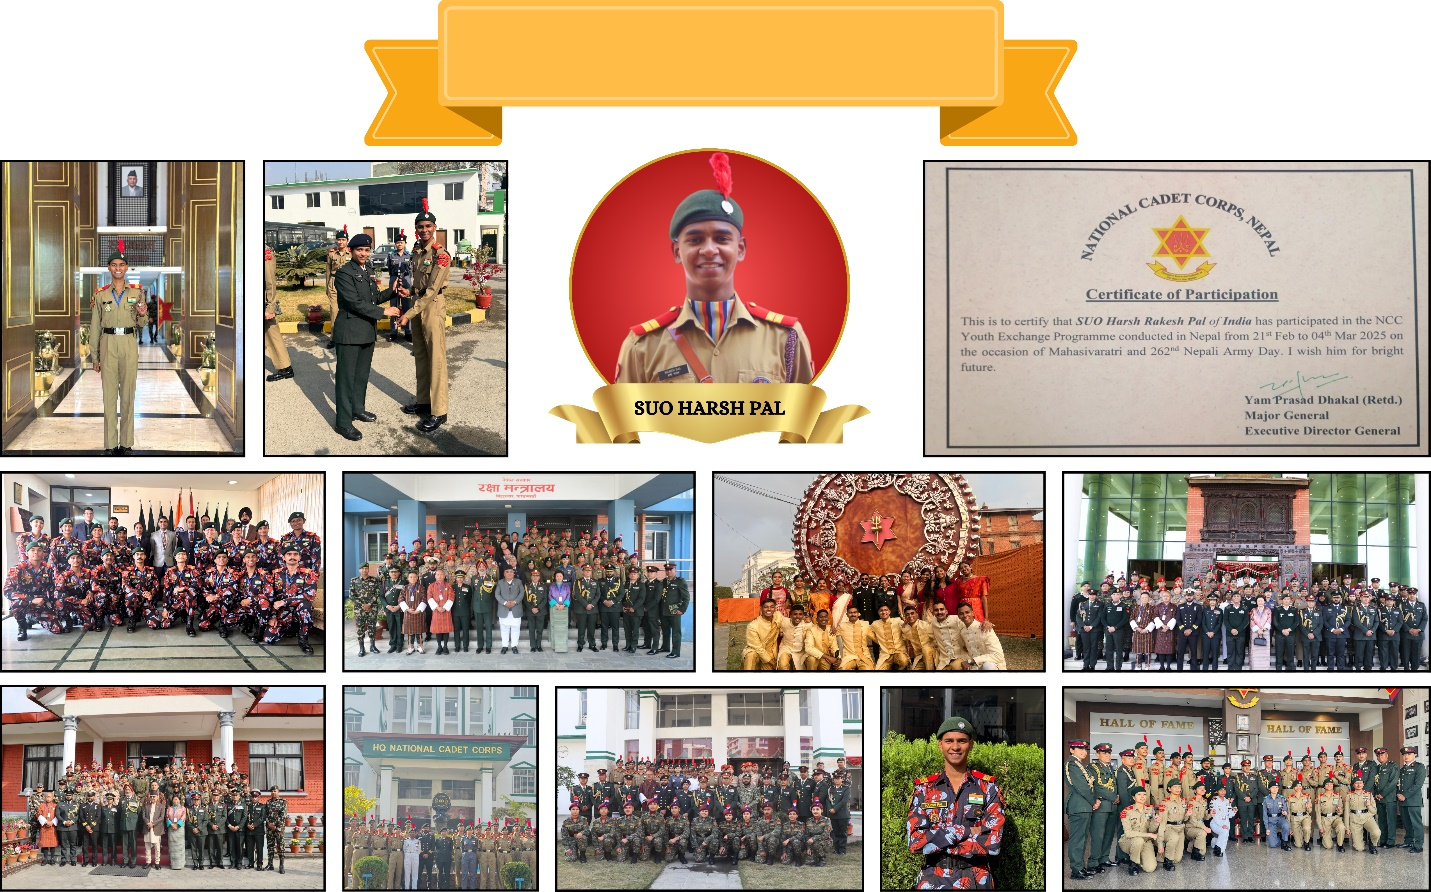 NATIONAL CADET CORPS, NEPAL
Certificate of Participation
This is to certify that SUO Harsh Rakesh Pal of India has participated in the NCC
Youth Exchange Programme conducted in Nepal from 21st Feb to 04th Mar 2025 on
the occasion of Mahasivaratri and 262nd Nepali Army Day. I wish him for bright
future.
Yam Prasad Dhakal (Retd.)
Major General
Executive Director General
SUO HARSH PAL
रक्षा मन्त्रालय
HQ NATIONAL CADET CORPS
HALL OF FAME
HALL OF FAME